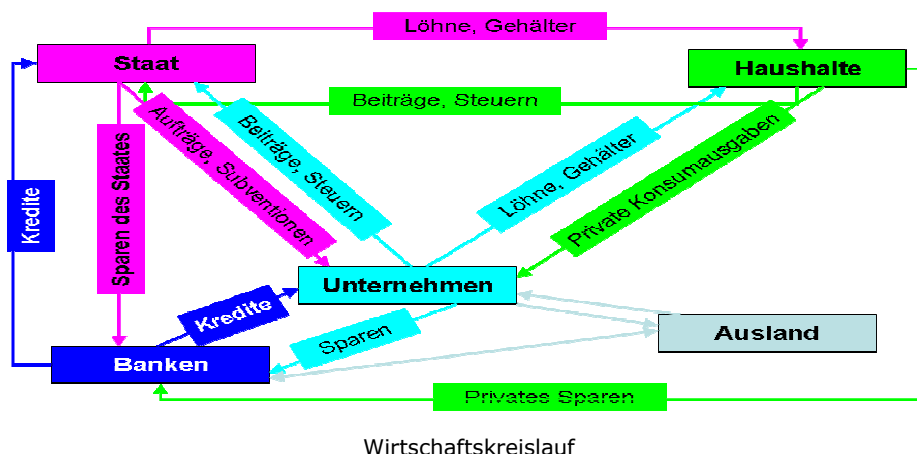 Löhne, Gehälter
Staat
Haushalte
Beiträge, Steuern
Aufträge, Subventionen
Beiträge, Steuern
Löhne, Gehälter
Private Konsumausgaben
Sparen des Staates
Kredite
Unternehmen
Kredite
Sparen
Ausland
Banken
Privates Sparen
Wirtschaftskreislauf